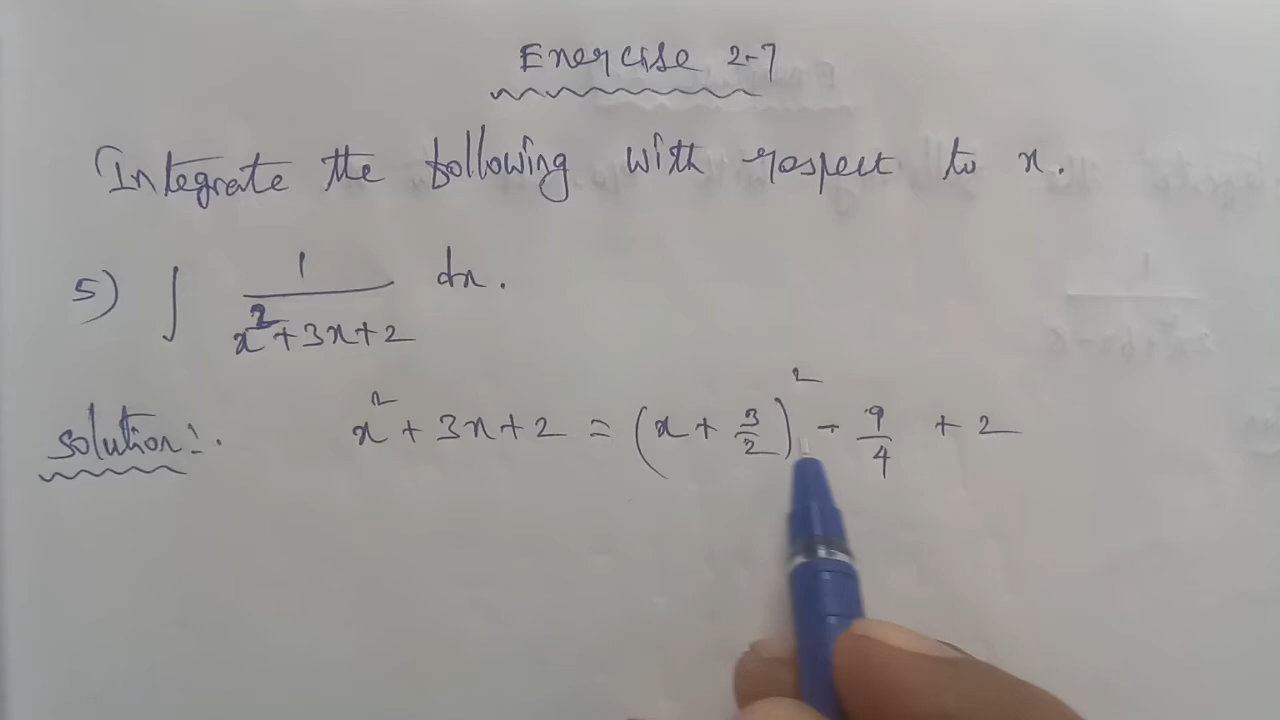 Exercise 2-7
Integrate the following with respect to x.
5) ∫ 1/(x²+3x+2) dx.
solution:. x²+3x+2 = (x+3/2)² - 9/4 + 2